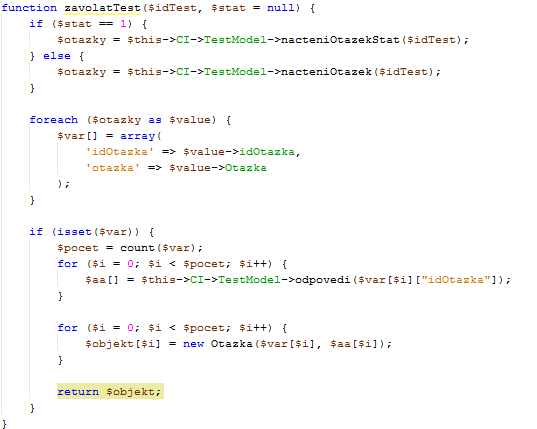 function zavolatTest($idTest, $stat = null) {
    if ($stat == 1) {
        $otazky = $this->CI->TestModel->nacteniOtazekStat($idTest);
    } else {
        $otazky = $this->CI->TestModel->nacteniOtazek($idTest);
    }

    foreach ($otazky as $value) {
        $var[] = array(
            'idOtazka' => $value->idOtazka,
            'otazka' => $value->Otazka
        );
    }

    if (isset($var)) {
        $pocet = count($var);
        for ($i = 0; $i < $pocet; $i++) {
            $aa[] = $this->CI->TestModel->odpovedi($var[$i]["idOtazka"]);
        }

        for ($i = 0; $i < $pocet; $i++) {
            $objekt[$i] = new Otazka($var[$i], $aa[$i]);
        }

        return $objekt;
    }
}